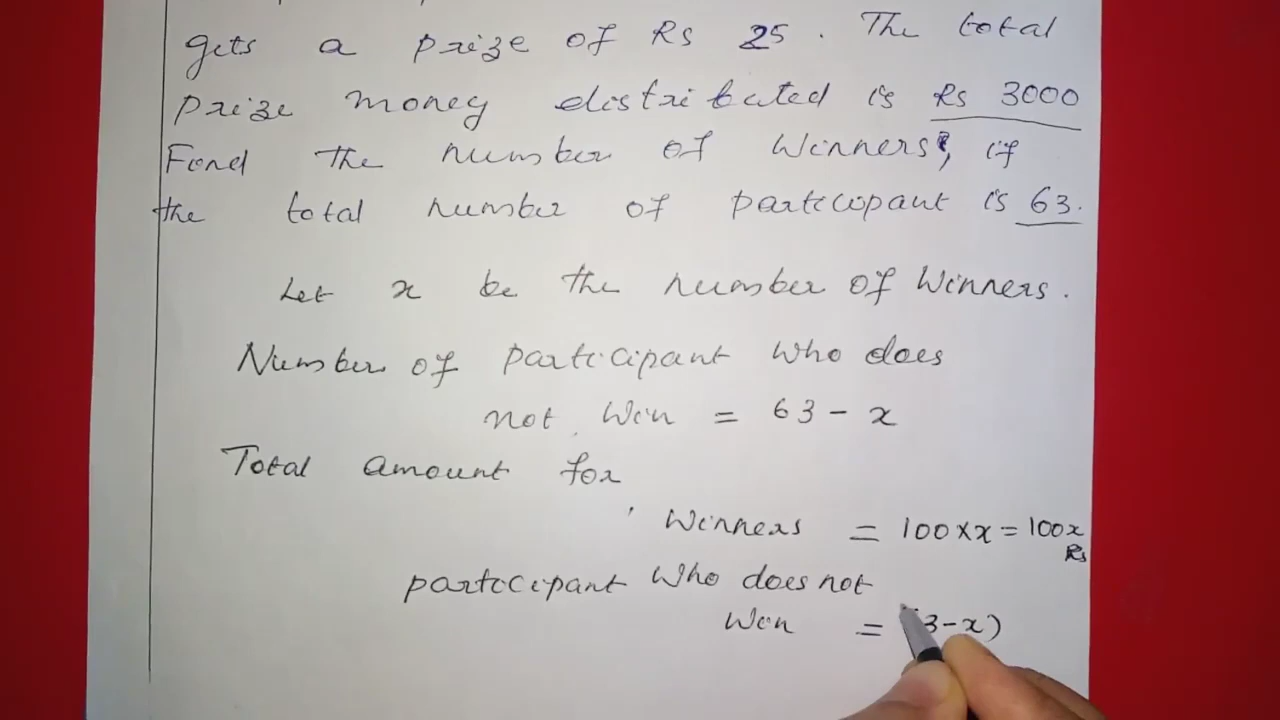 gets a prize of Rs 25. The total
prize money distributed is Rs 3000
Find the number of winners, if
the total number of participant is 63.
Let x be the number of winners.
Number of participant who does
not win = 63 - x
Total amount for
Winners = 100×x = 100x
Rs
participant who does not
win = 3-x)